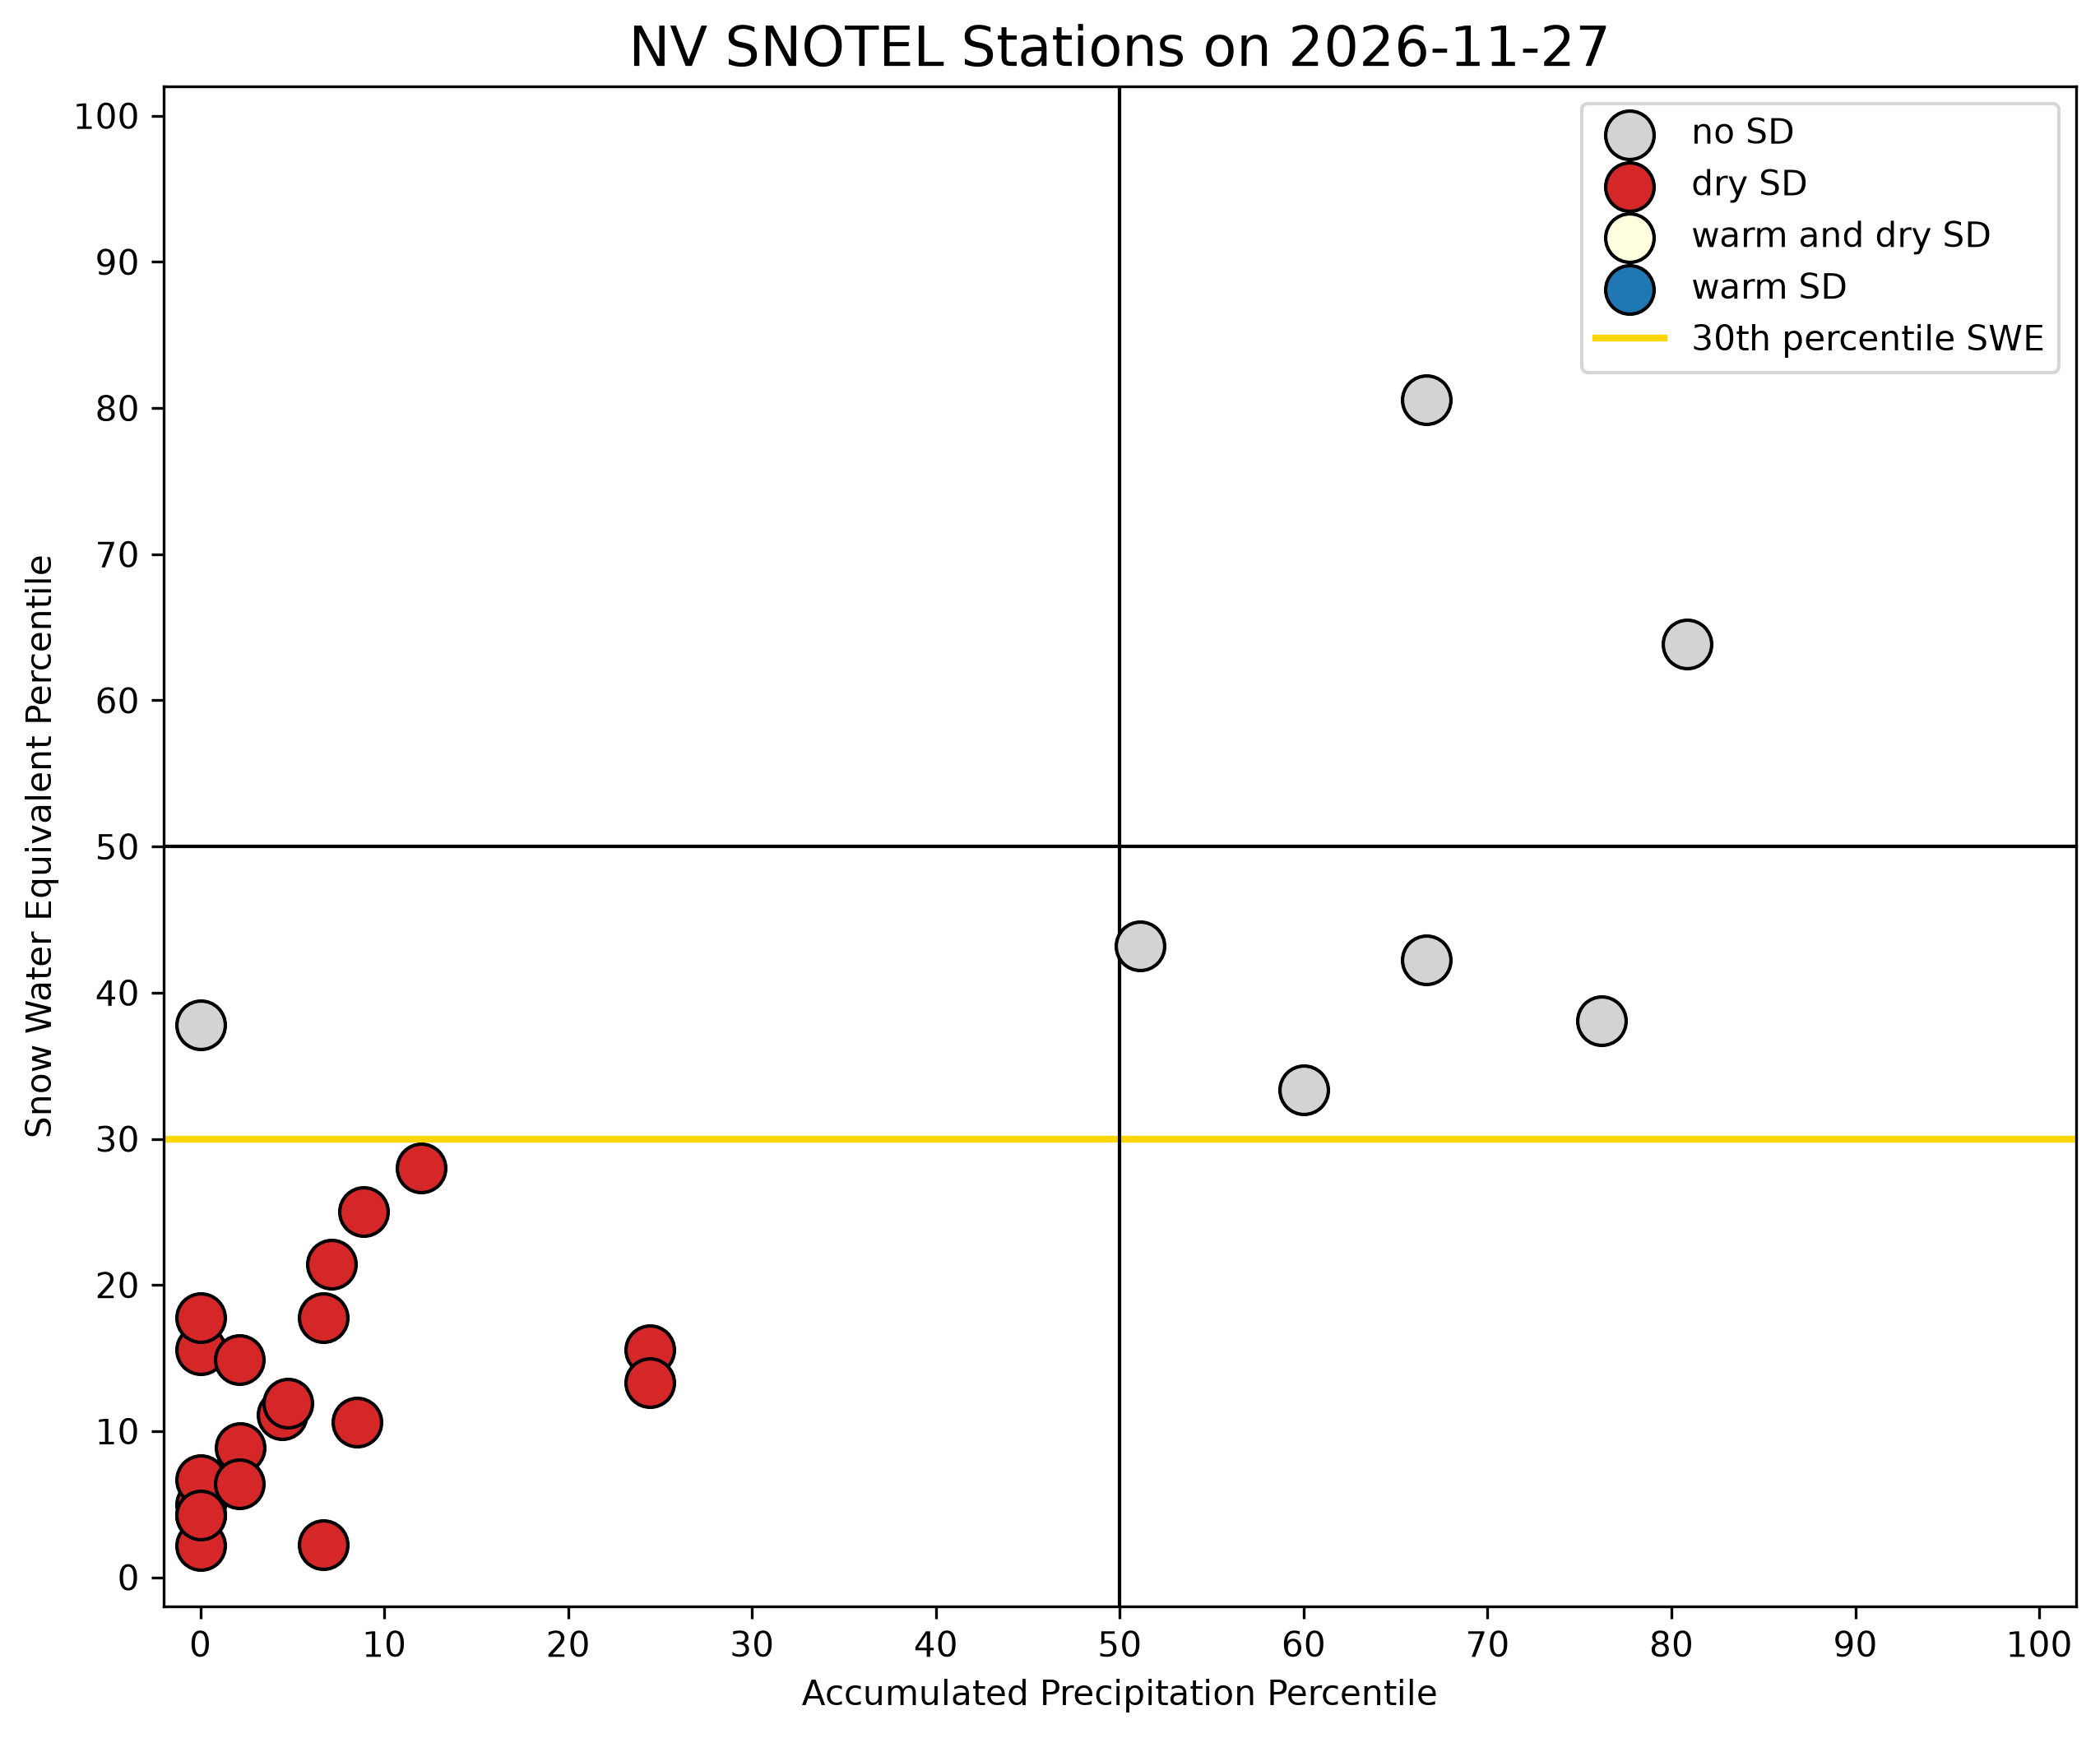 NV SNOTEL Stations on 2026-11-27
no SD
dry SD
warm and dry SD
warm SD
30th percentile SWE
Snow Water Equivalent Percentile
100
90
80
70
60
50
40
30
20
10
0
0 10 20 30 40 50 60 70 80 90 100
Accumulated Precipitation Percentile